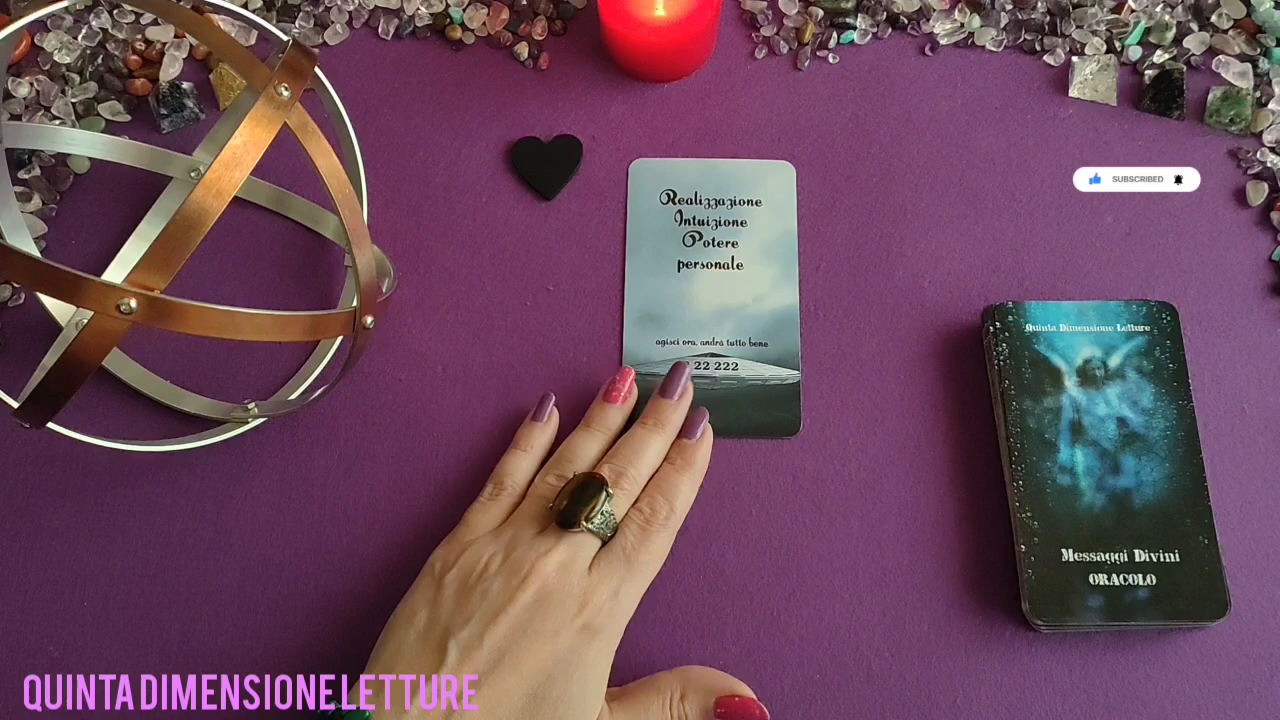 Realizzazione
Intuizione
Potere
personale
agisci ora, andrà tutto bene
22 222
SUBSCRIBED
Quinta Dimensione Letture
Messaggi Divini
ORACOLO
QUINTA DIMENSIONE LETTURE